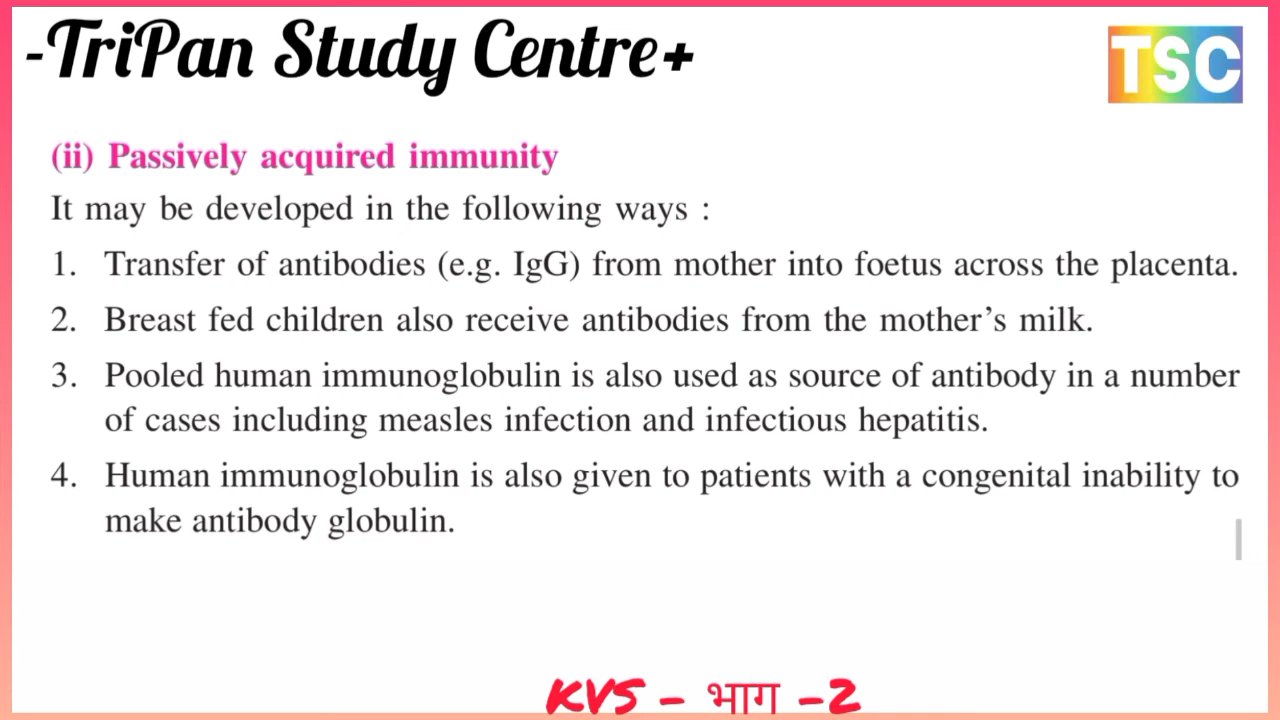 -TriPan Study Centre+
TSC
(ii) Passively acquired immunity
It may be developed in the following ways :
1. Transfer of antibodies (e.g. IgG) from mother into foetus across the placenta.
2. Breast fed children also receive antibodies from the mother’s milk.
3. Pooled human immunoglobulin is also used as source of antibody in a number
of cases including measles infection and infectious hepatitis.
4. Human immunoglobulin is also given to patients with a congenital inability to
make antibody globulin.
KVS - भाग -2